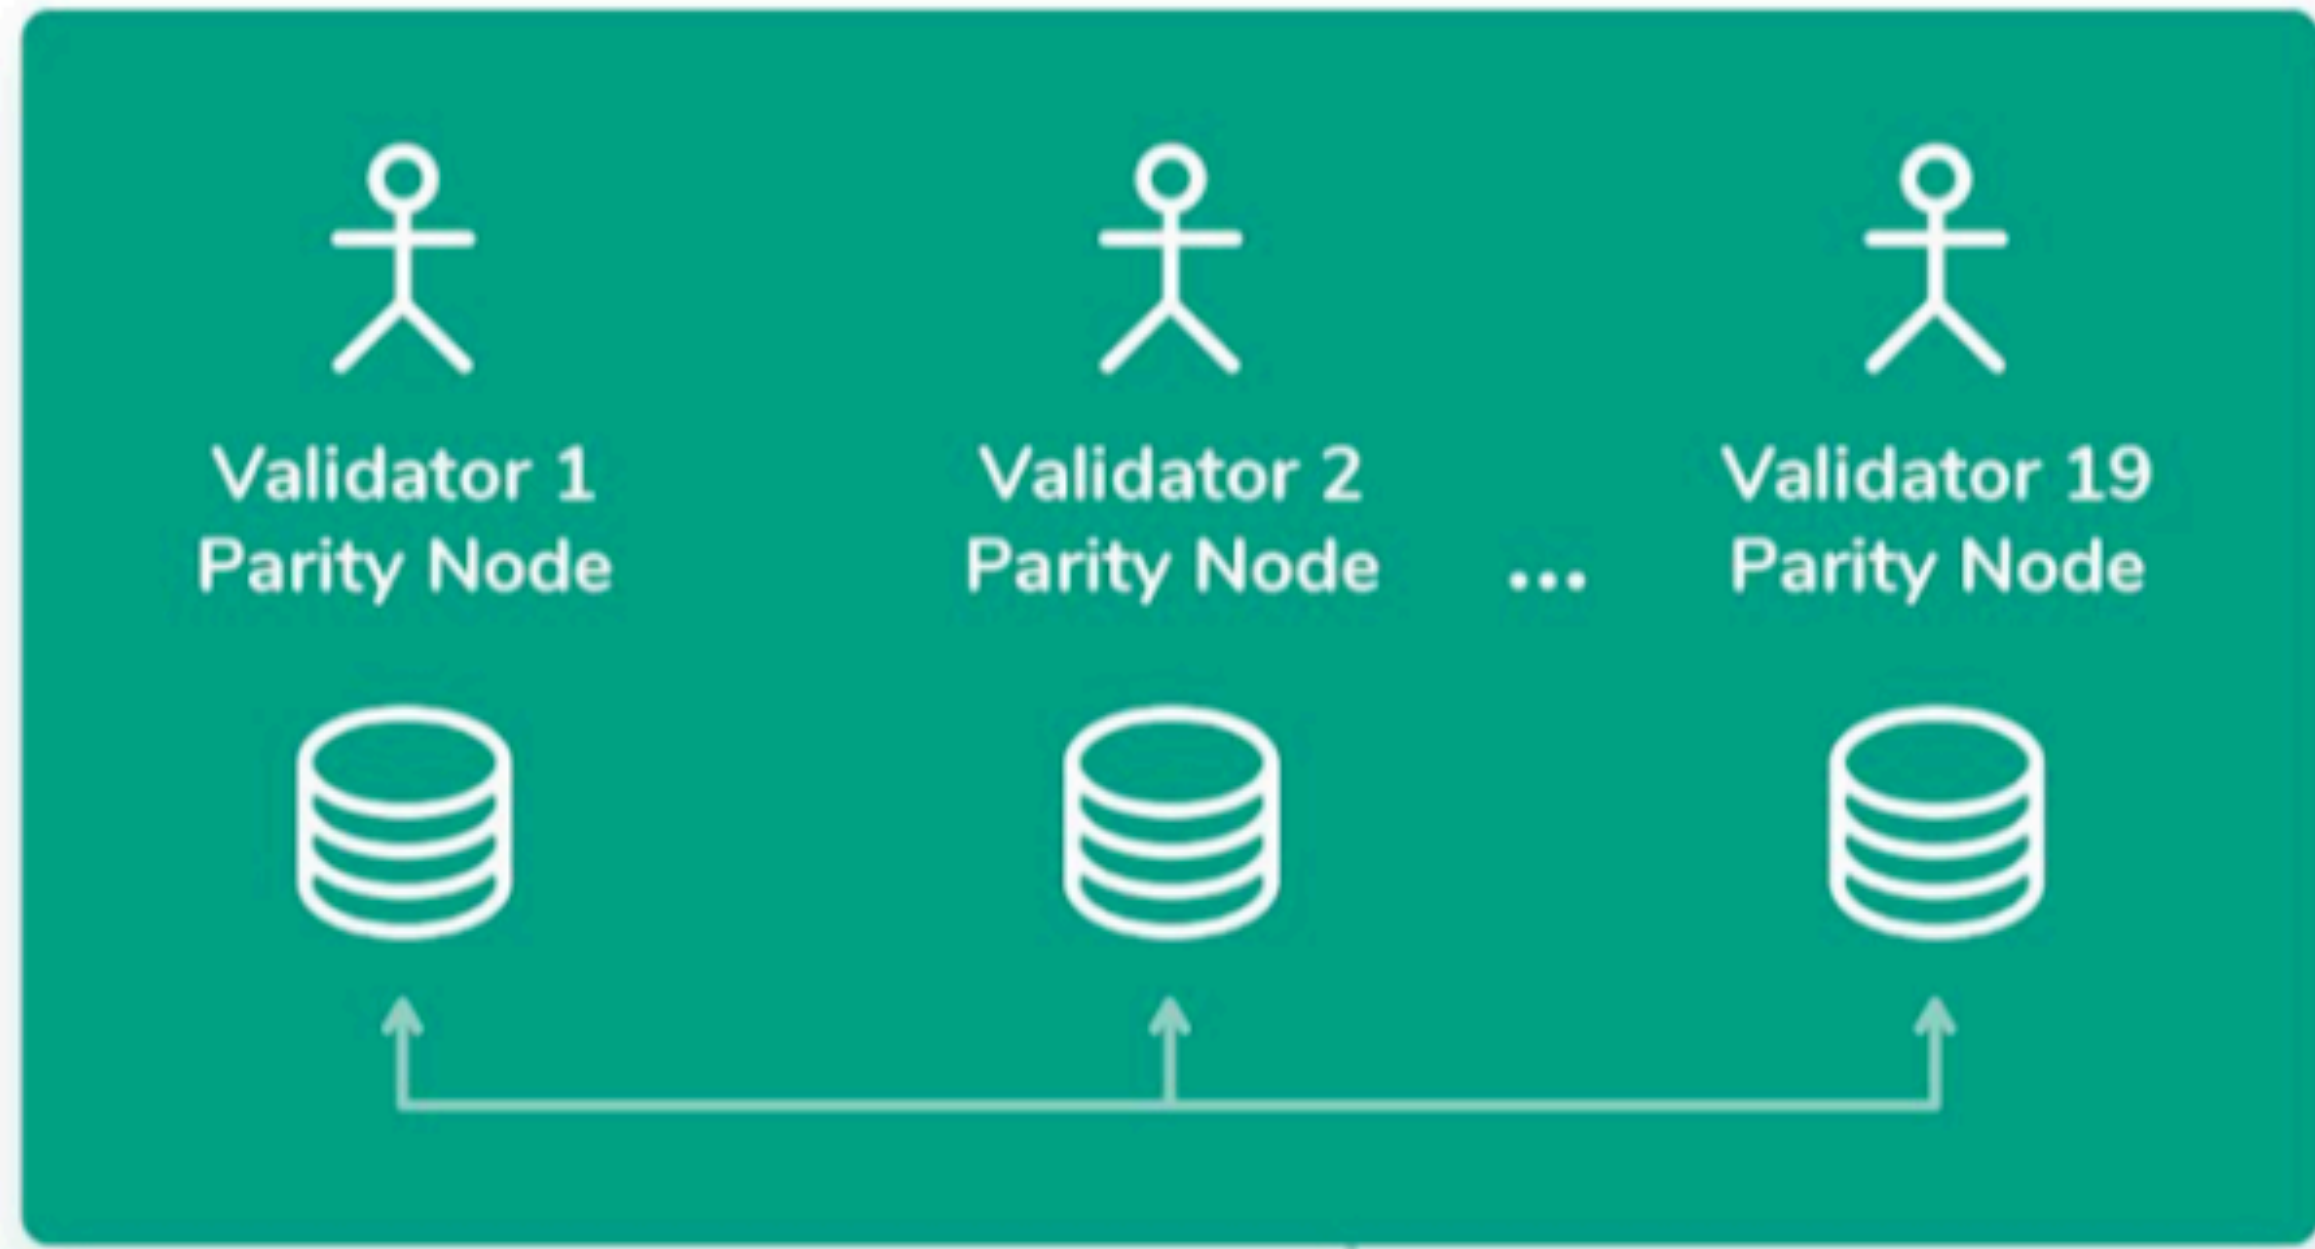 Validator 1
Parity Node
Validator 2
Parity Node
...
Validator 19
Parity Node